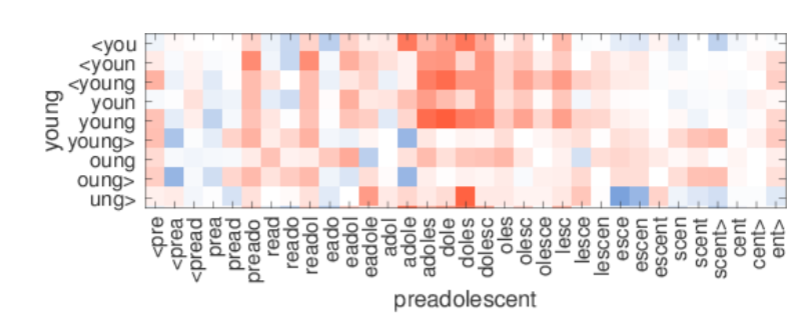 <you
<youn
<young
youn
young
young>
oung
oung>
ung>
young
<pre
<prea
<pread
prea
pread
preado
read
reado
readol
eado
eadol
eadole
adol
adole
adoles
dole
doles
dolesc
oles
olesc
olesce
lesc
lesce
lescen
esce
escen
escent
scen
scent
scent>
cent
cent>
ent>
preadolescent